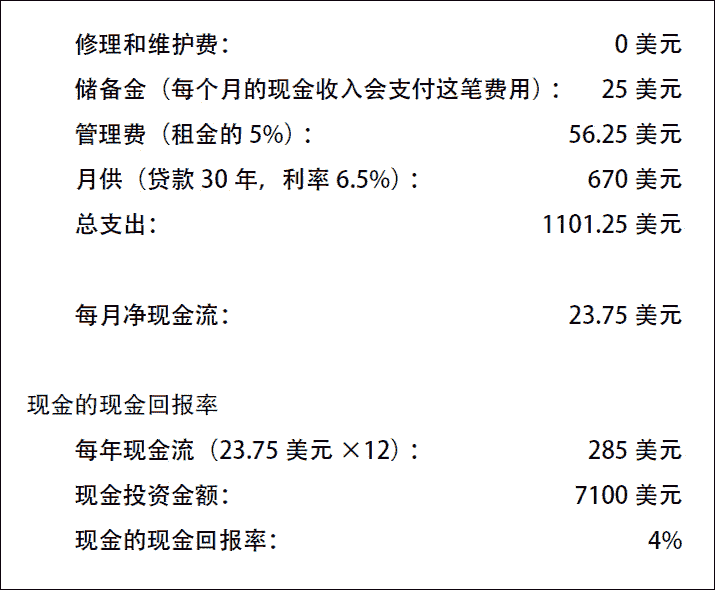 修理和维护费： 0 美元
储备金（每个月的现金收入会支付这笔费用）： 25 美元
管理费（租金的 5%）： 56.25 美元
月供（贷款 30 年，利率 6.5%）： 670 美元
总支出： 1101.25 美元
每月净现金流： 23.75 美元
现金的现金回报率
每年现金流（23.75 美元 ×12）： 285 美元
现金投资金额： 7100 美元
现金的现金回报率： 4%